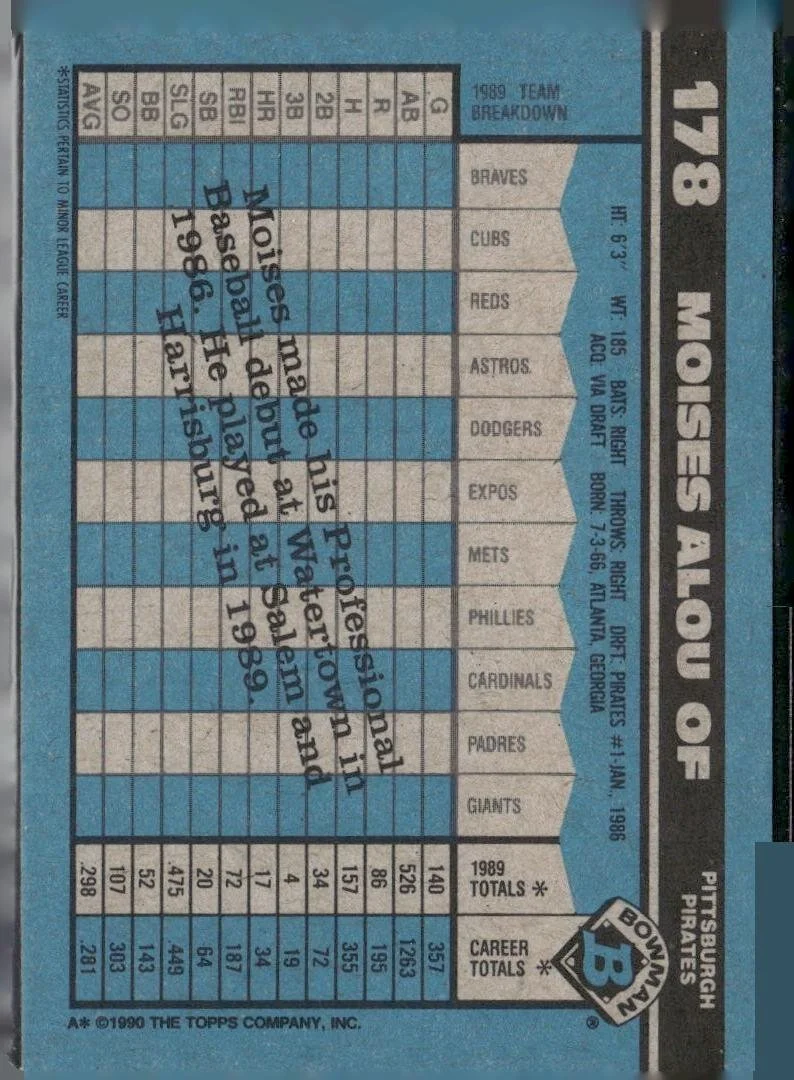 178 MOISES ALOU OF
PITTSBURGH
PIRATES
HT: 6'3" WT: 185 BATS: RIGHT THROWS: RIGHT DRFT: PIRATES #1-JAN., 1986
ACQ: VIA DRAFT BORN: 7-3-66, ATLANTA, GEORGIA
BOWMAN
B
®
1989 TEAM
BREAKDOWN
G AB R H 2B 3B HR RBI SB SLG BB SO AVG
BRAVES
CUBS
REDS
ASTROS
DODGERS
EXPOS
METS
PHILLIES
CARDINALS
PADRES
GIANTS
1989
TOTALS * 140 526 86 157 34 4 17 72 20 .475 52 107 .298
CAREER
TOTALS * 357 1263 195 355 72 19 34 187 64 .449 143 303 .281
Moises made his Professional
Baseball debut at Watertown in
1986. He played at Salem and
Harrisburg in 1989.
*STATISTICS PERTAIN TO MINOR LEAGUE CAREER
A* ©1990 THE TOPPS COMPANY, INC.